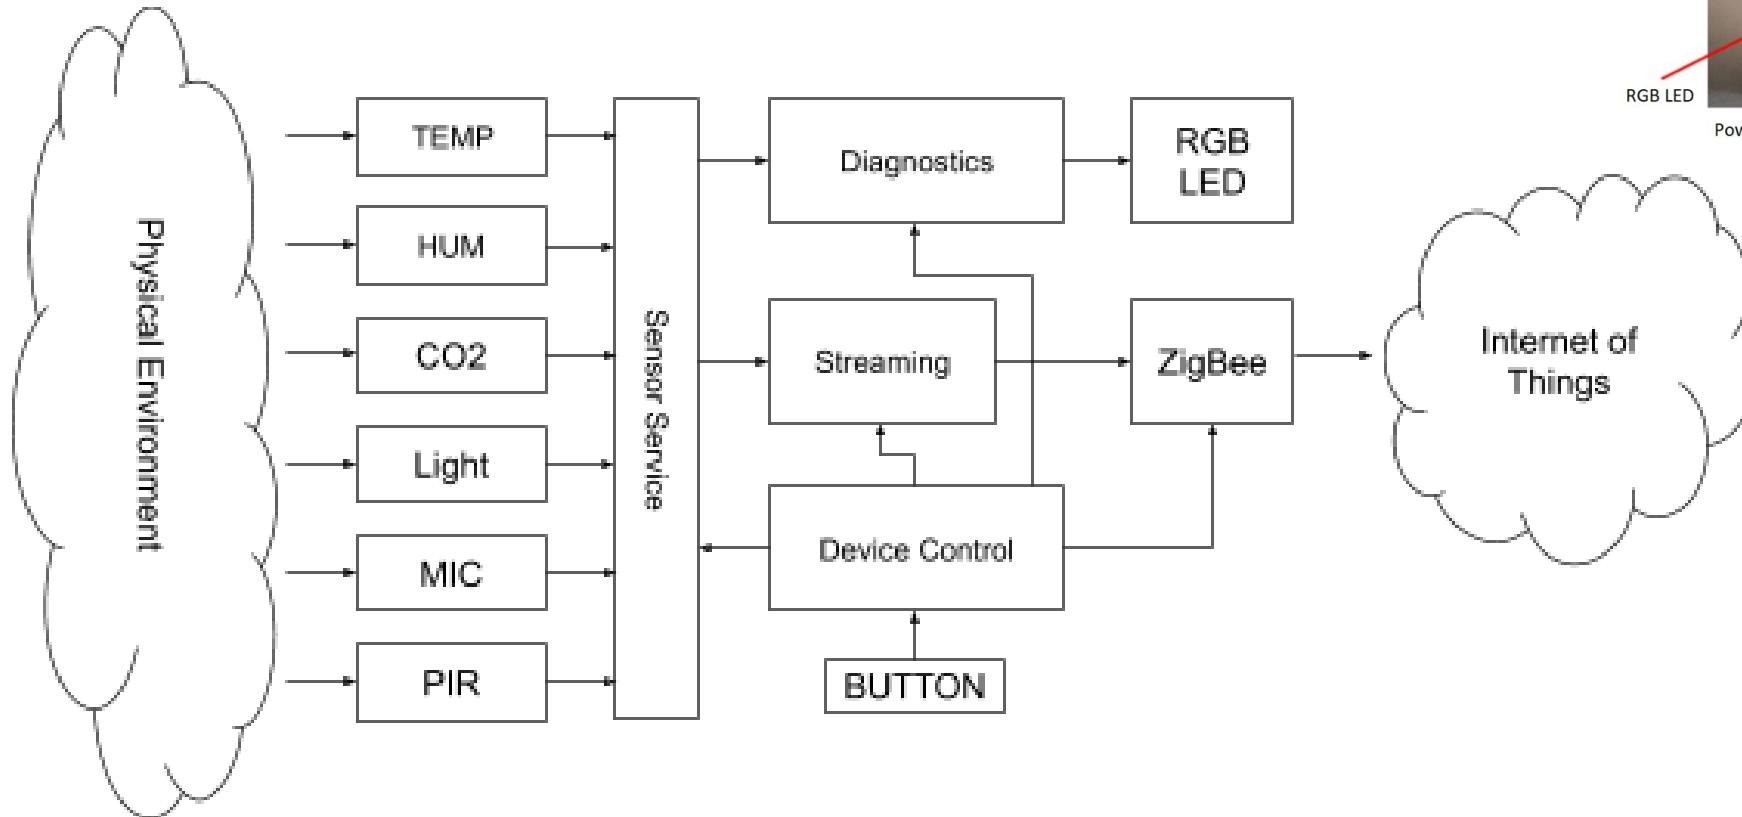 Physical Environment
TEMP
HUM
CO2
Light
MIC
PIR
Sensor Service
Diagnostics
RGB
LED
Streaming
ZigBee
Device Control
BUTTON
Internet of
Things
RGB LED